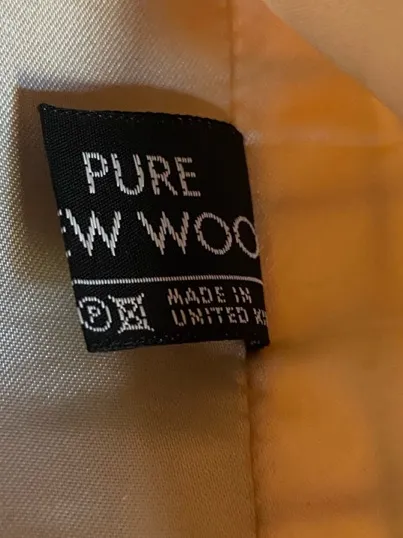 PURE
EW WOO
P
MADE IN
UNITED K